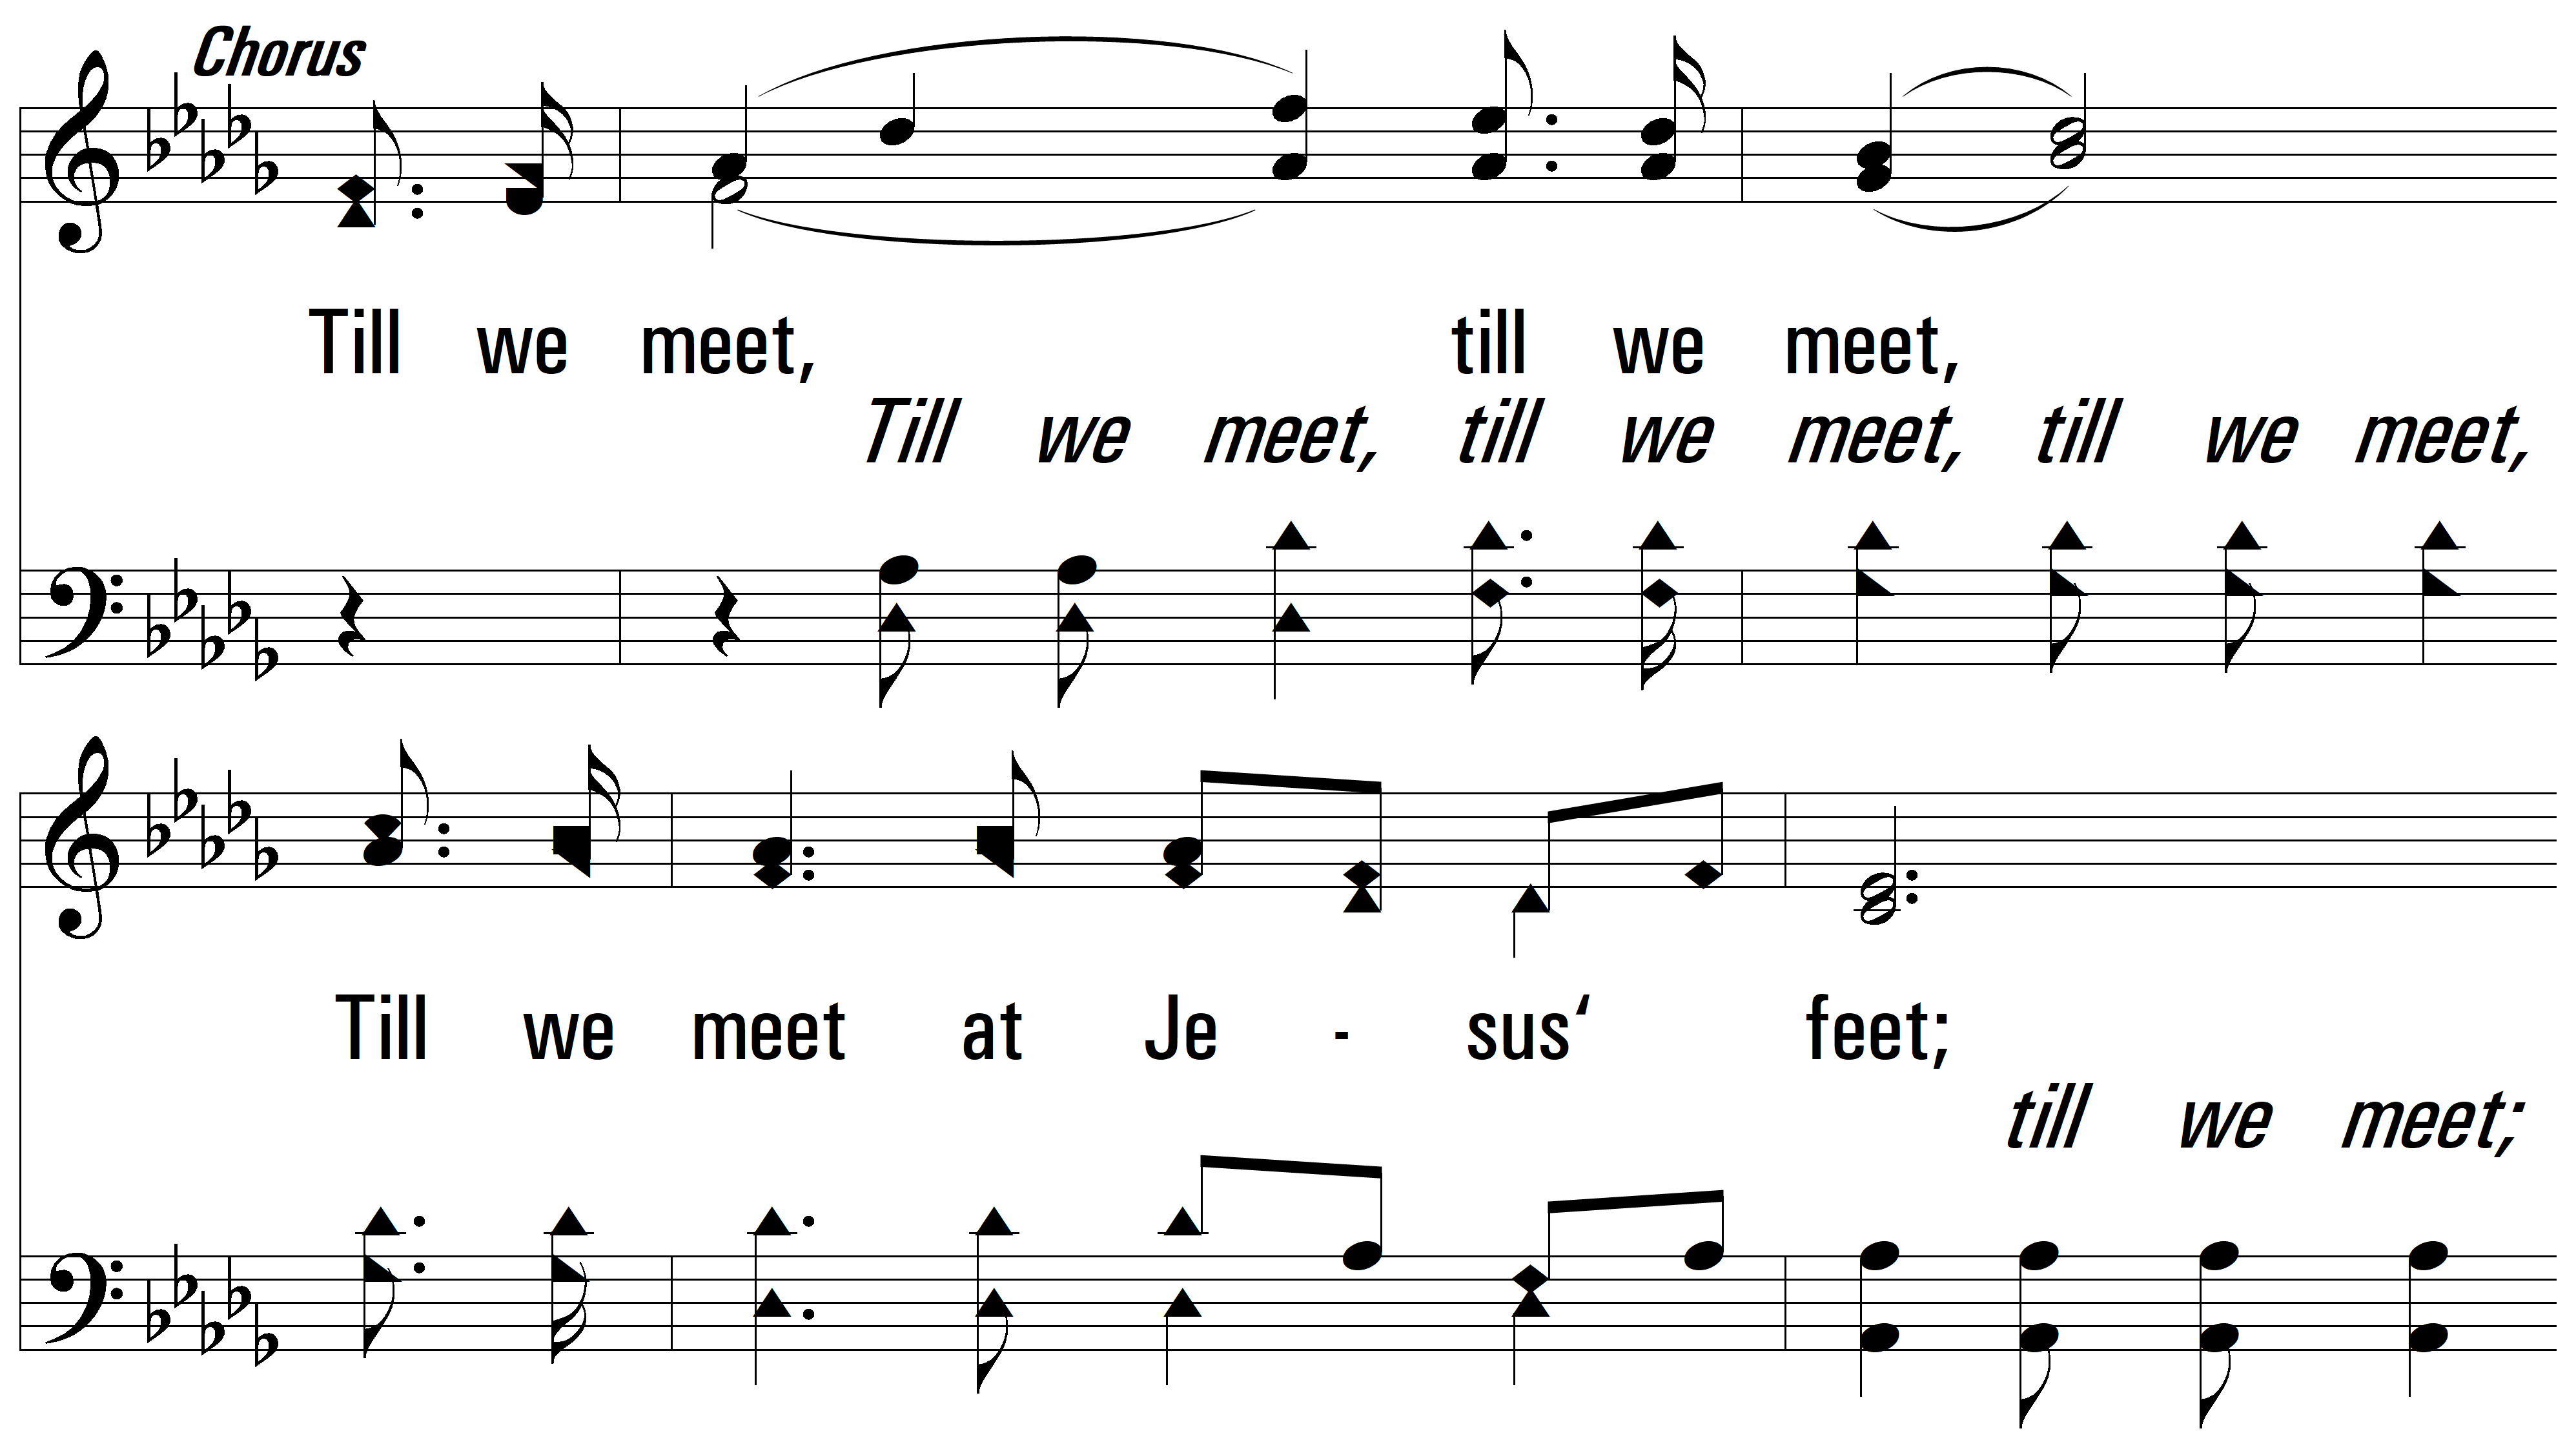 Chorus
Till we meet, till we meet,
Till we meet, till we meet, till we meet,
Till we meet at Je - sus‘ feet;
till we meet;